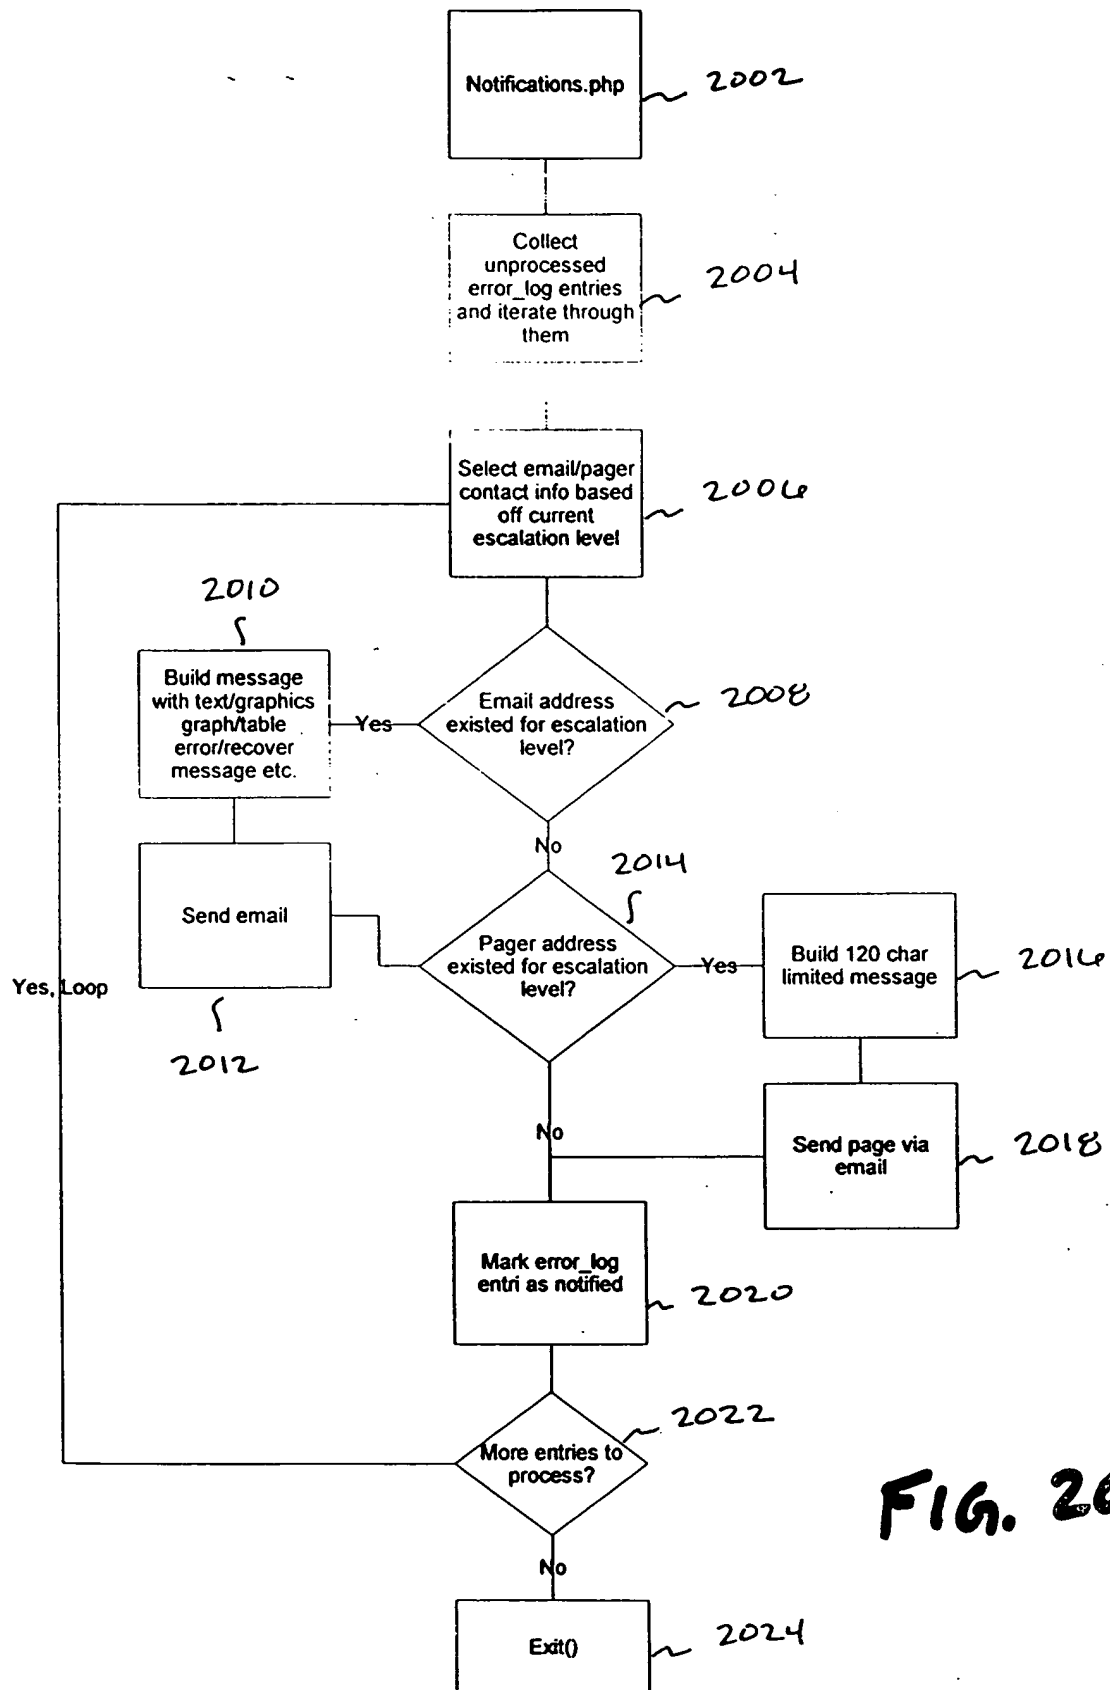 Notifications.php
2002
Collect
unprocessed
error_log entries
and iterate through
them
2004
Select email/pager
contact info based
off current
escalation level
2006
2010
Build message
with text/graphics
graph/table
error/recover
message etc.
Yes
Email address
existed for escalation
level?
2008
No
Send email
2012
2014
Pager address
existed for escalation
level?
Yes
Build 120 char
limited message
2016
Yes, Loop
No
Send page via
email
2018
Mark error_log
entri as notified
2020
More entries to
process?
2022
No
Exit()
2024
FIG.